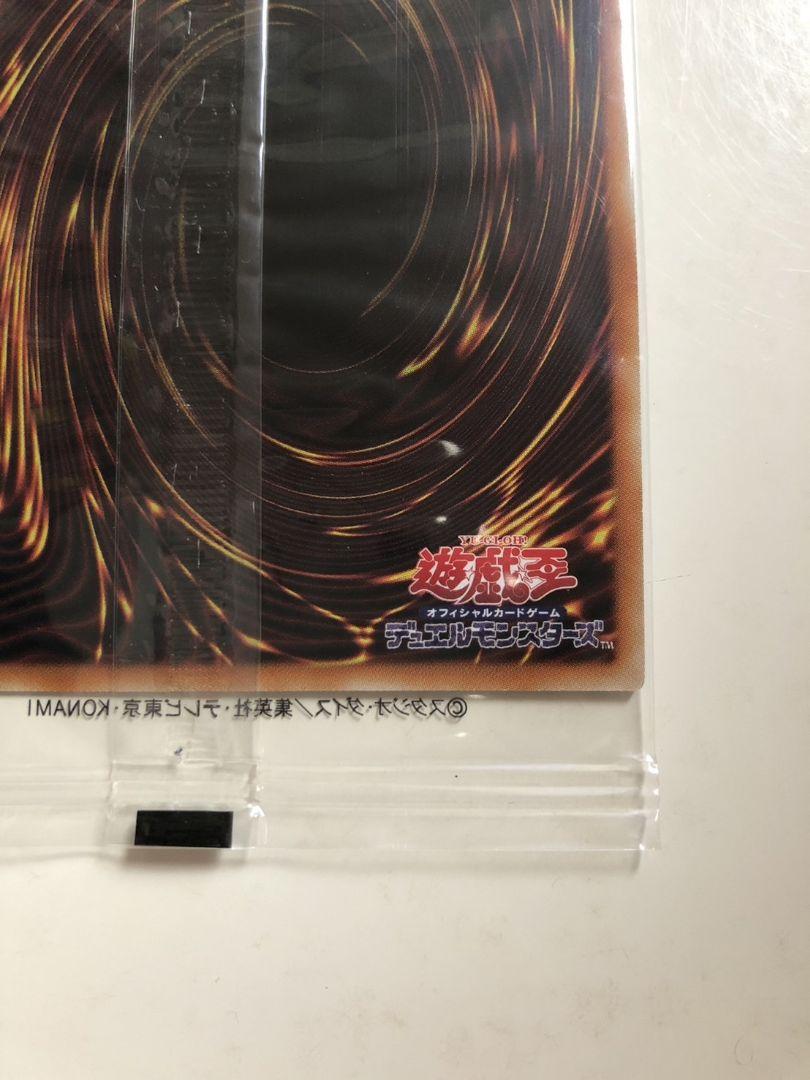 YU-GI-OH!
遊戯王
オフィシャルカードゲーム
デュエルモンスターズ™
©スタジオ・ダイス/集英社・テレビ東京・KONAMI